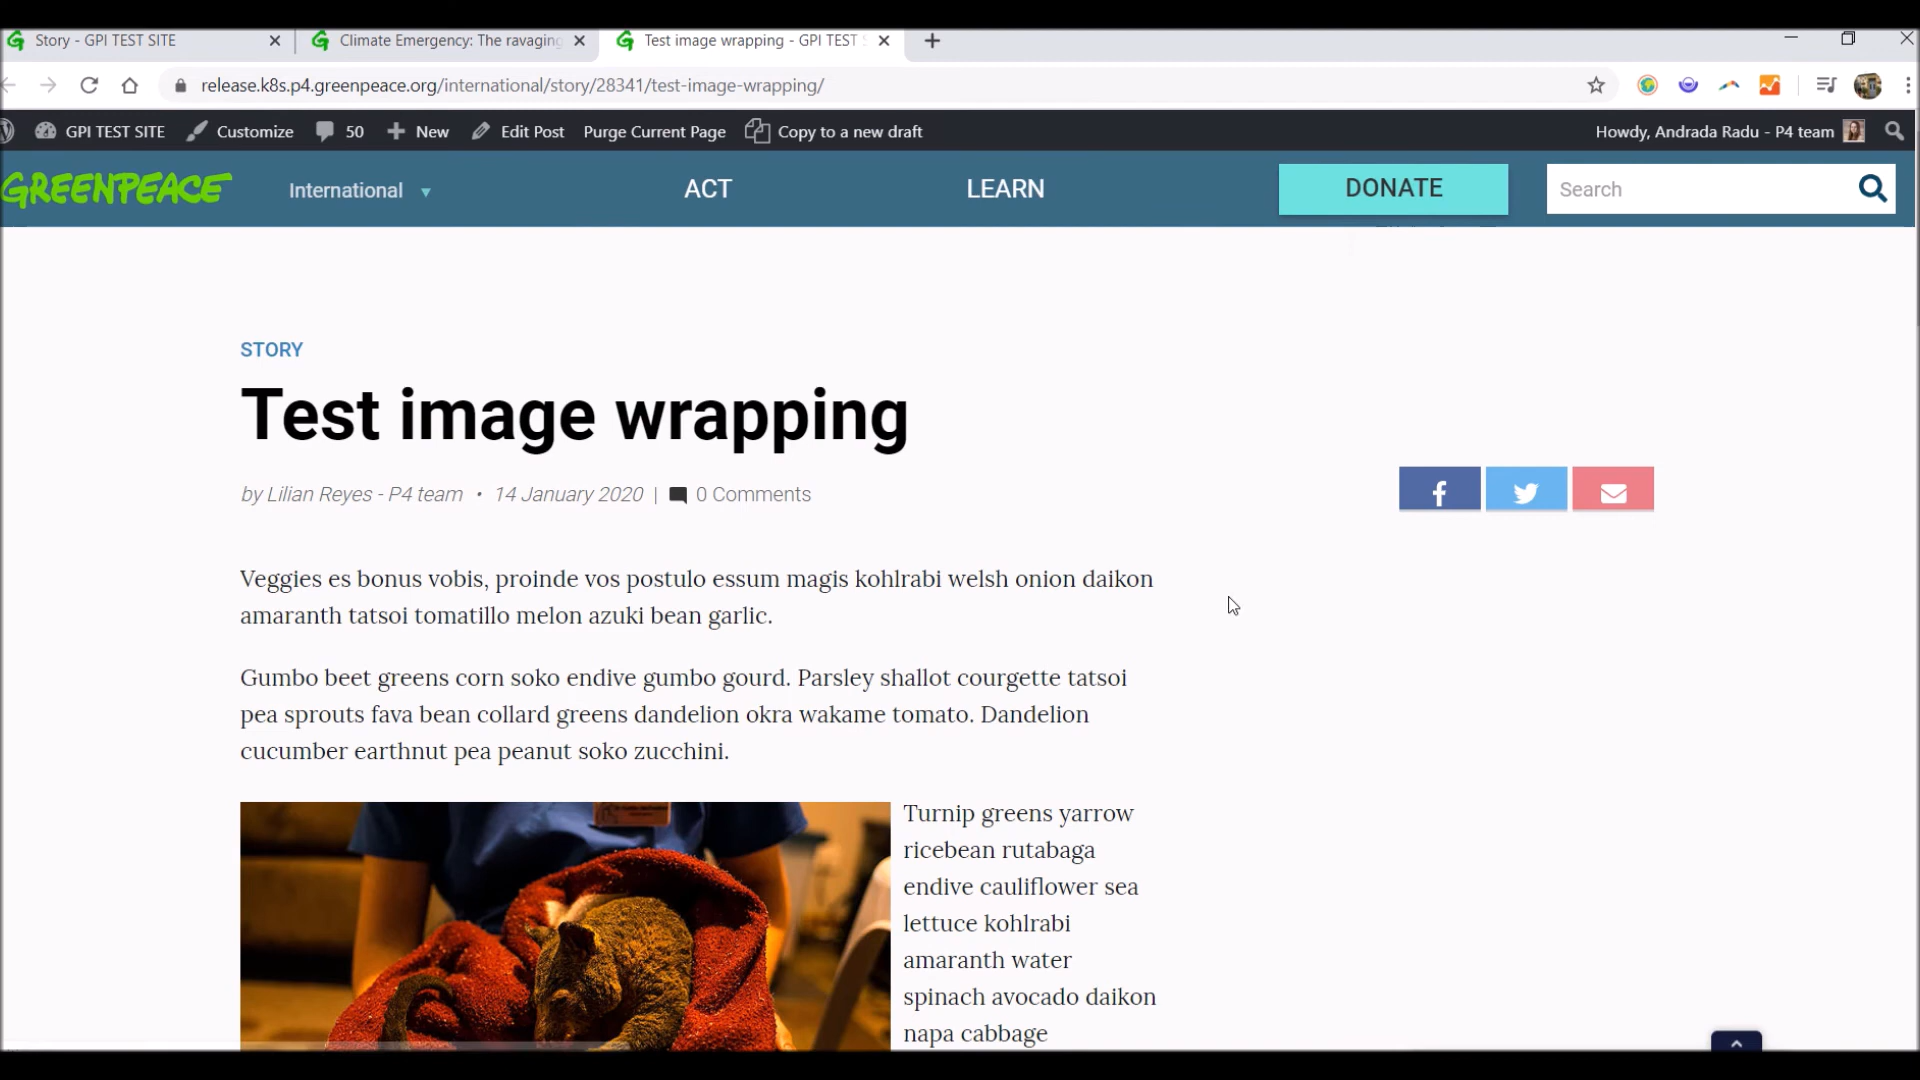 Story - GPI TEST SITE
Climate Emergency: The ravaging
Test image wrapping - GPI TEST S
release.k8s.p4.greenpeace.org/international/story/28341/test-image-wrapping/
GPI TEST SITE Customize 50 New Edit Post Purge Current Page Copy to a new draft Howdy, Andrada Radu - P4 team
GREENPEACE International ACT LEARN DONATE Search
STORY
Test image wrapping
by Lilian Reyes - P4 team • 14 January 2020 | 0 Comments
Veggies es bonus vobis, proinde vos postulo essum magis kohlrabi welsh onion daikon
amaranth tatsoi tomatillo melon azuki bean garlic.
Gumbo beet greens corn soko endive gumbo gourd. Parsley shallot courgette tatsoi
pea sprouts fava bean collard greens dandelion okra wakame tomato. Dandelion
cucumber earthnut pea peanut soko zucchini.
Turnip greens yarrow
ricebean rutabaga
endive cauliflower sea
lettuce kohlrabi
amaranth water
spinach avocado daikon
napa cabbage